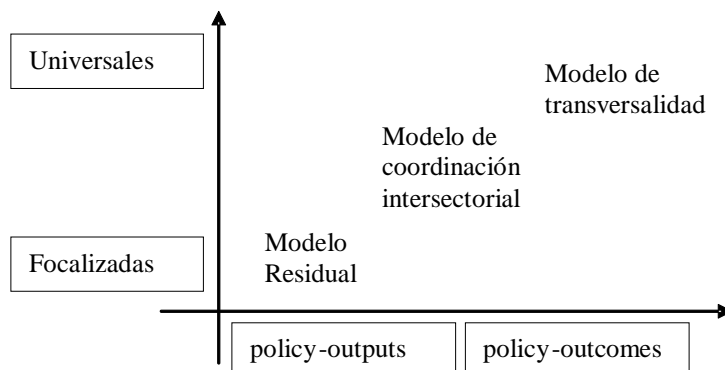 Universales
Modelo de
transversalidad
Modelo de
coordinación
intersectorial
Modelo
Residual
Focalizadas
policy-outputs
policy-outcomes